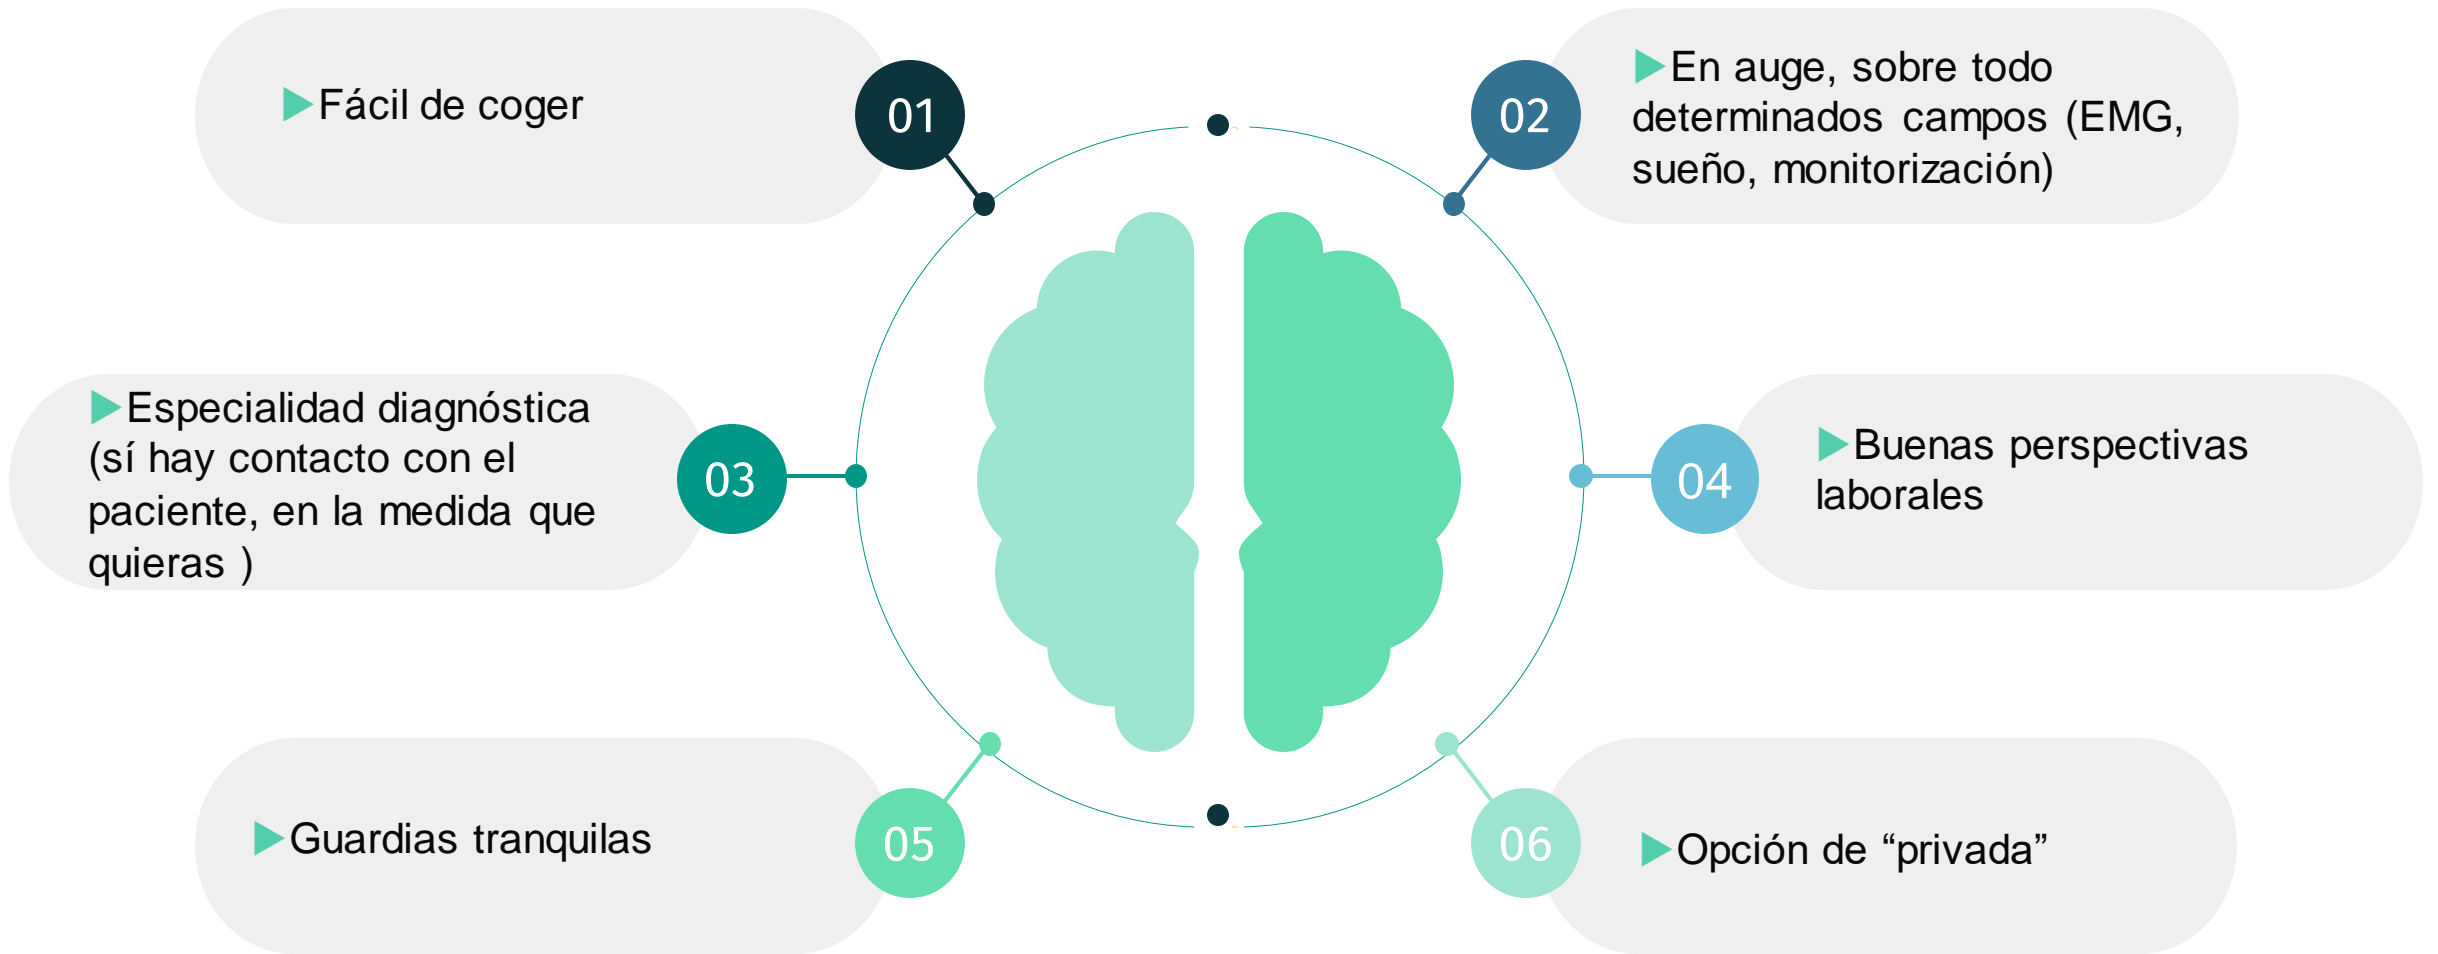 01
Fácil de coger
02
En auge, sobre todo
determinados campos (EMG,
sueño, monitorización)
03
Especialidad diagnóstica
(sí hay contacto con el
paciente, en la medida que
quieras )
04
Buenas perspectivas
laborales
05
Guardias tranquilas
06
Opción de “privada”